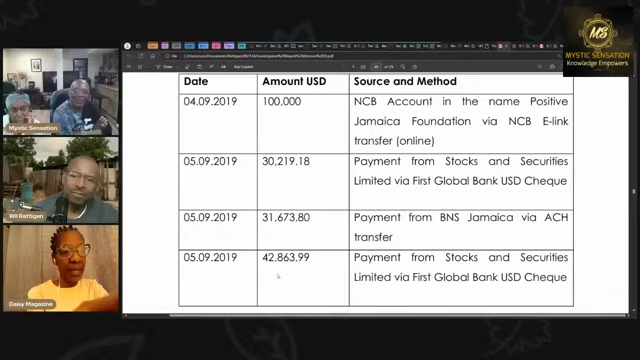 MS
MYSTIC SENSATION
Knowledge Empowers
Mystic Sensation
Wil Rattigan
Daisy Magazine
Date Amount USD Source and Method
04.09.2019 100,000 NCB Account in the name Positive
Jamaica Foundation via NCB E-link
transfer (online)
05.09.2019 30,219.18 Payment from Stocks and Securities
Limited via First Global Bank USD Cheque
05.09.2019 31,673.80 Payment from BNS Jamaica via ACH
transfer
05.09.2019 42,863.99 Payment from Stocks and Securities
Limited via First Global Bank USD Cheque